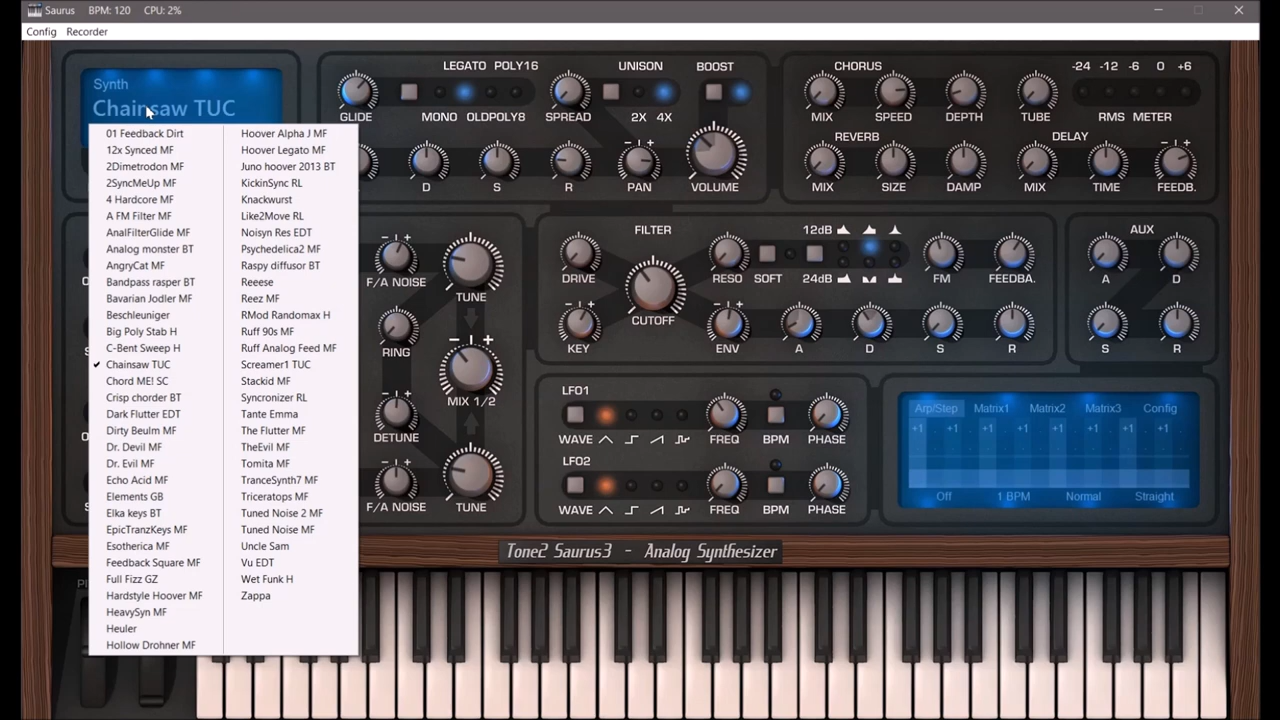 Saurus BPM: 120 CPU: 2%
Config Recorder
Synth
Chainsaw TUC
01 Feedback Dirt
12x Synced MF
2Dimetrodon MF
2SyncMeUp MF
4 Hardcore MF
A FM Filter MF
AnalFilterGlide MF
Analog monster BT
AngryCat MF
Bandpass rasper BT
Bavarian Jodler MF
Beschleuniger
Big Poly Stab H
C-Bent Sweep H
Chainsaw TUC
Chord ME! SC
Crisp chorder BT
Dark Flutter EDT
Dirty Beulm MF
Dr. Devil MF
Dr. Evil MF
Echo Acid MF
Elements GB
Elka keys BT
EpicTranzKeys MF
Esotherica MF
Feedback Square MF
Full Fizz GZ
Hardstyle Hoover MF
HeavySyn MF
Heuler
Hollow Drohner MF
Hoover Alpha J MF
Hoover Legato MF
Juno hoover 2013 BT
KickinSync RL
Knackwurst
Like2Move RL
Noisyn Res EDT
Psychedelica2 MF
Raspy diffusor BT
Reeese
Reez MF
RMod Randomax H
Ruff 90s MF
Ruff Analog Feed MF
Screamer1 TUC
Stackid MF
Syncronizer RL
Tante Emma
The Flutter MF
TheEvil MF
Tomita MF
TranceSynth7 MF
Triceratops MF
Tuned Noise 2 MF
Tuned Noise MF
Uncle Sam
Vu EDT
Wet Funk H
Zappa
LEGATO POLY16 UNISON BOOST
GLIDE MONO OLDPOLY8 SPREAD 2X 4X
D S R PAN VOLUME
CHORUS -24 -12 -6 0 +6
MIX SPEED DEPTH TUBE RMS METER
REVERB DELAY
MIX SIZE DAMP MIX TIME FEEDB.
F/A NOISE TUNE
RING
MIX 1/2
DETUNE
F/A NOISE TUNE
FILTER 12dB
DRIVE RESO SOFT 24dB FM FEEDBA.
CUTOFF
KEY ENV A D S R
AUX
A D
S R
LFO1
WAVE FREQ BPM PHASE
LFO2
WAVE FREQ BPM PHASE
Arp/Step Matrix1 Matrix2 Matrix3 Config
+1 +1 +1 +1 +1 +1 +1 +1
Off 1 BPM Normal Straight
Tone2 Saurus3 - Analog Synthesizer